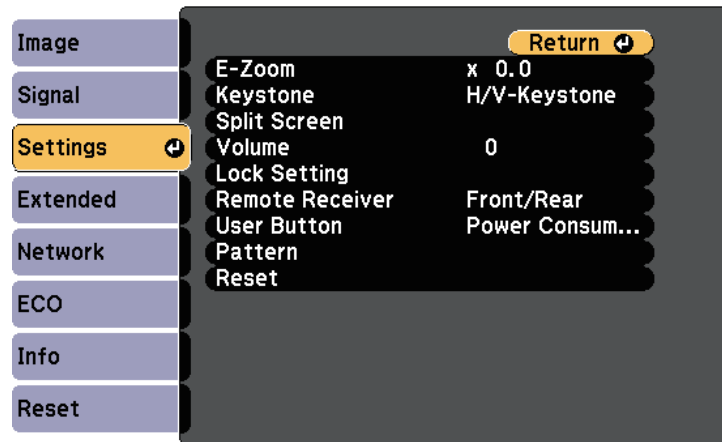 Image
Signal
Settings
Extended
Network
ECO
Info
Reset
Return
E-Zoom x 0.0
Keystone H/V-Keystone
Split Screen
Volume 0
Lock Setting
Remote Receiver Front/Rear
User Button Power Consum...
Pattern
Reset